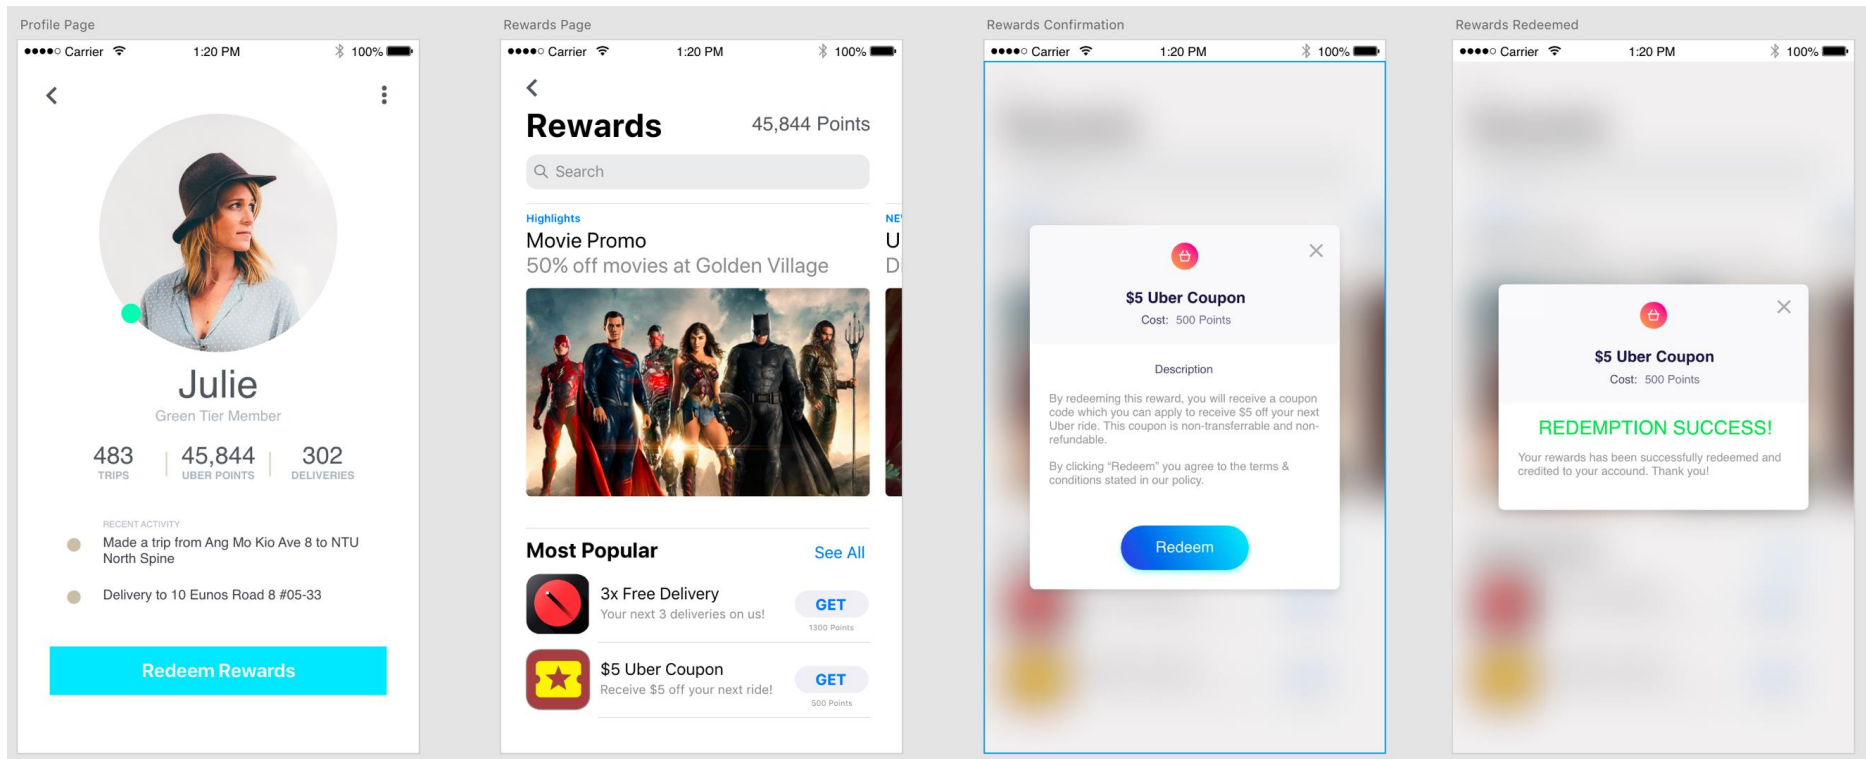 Profile Page
Carrier 1:20 PM 100%
Julie
Green Tier Member
483 45,844 302
TRIPS UBER POINTS DELIVERIES
RECENT ACTIVITY
Made a trip from Ang Mo Kio Ave 8 to NTU
North Spine
Delivery to 10 Eunos Road 8 #05-33
Redeem Rewards
Rewards Page
Carrier 1:20 PM 100%
Rewards 45,844 Points
Search
Highlights NE
Movie Promo U
50% off movies at Golden Village D
Most Popular See All
3x Free Delivery
Your next 3 deliveries on us!
GET
1300 Points
$5 Uber Coupon
Receive $5 off your next ride!
GET
500 Points
Rewards Confirmation
Carrier 1:20 PM 100%
$5 Uber Coupon
Cost: 500 Points
Description
By redeeming this reward, you will receive a coupon
code which you can apply to receive $5 off your next
Uber ride. This coupon is non-transferrable and non-
refundable.
By clicking “Redeem” you agree to the terms &
conditions stated in our policy.
Redeem
Rewards Redeemed
Carrier 1:20 PM 100%
$5 Uber Coupon
Cost: 500 Points
REDEMPTION SUCCESS!
Your rewards has been successfully redeemed and
credited to your accound. Thank you!